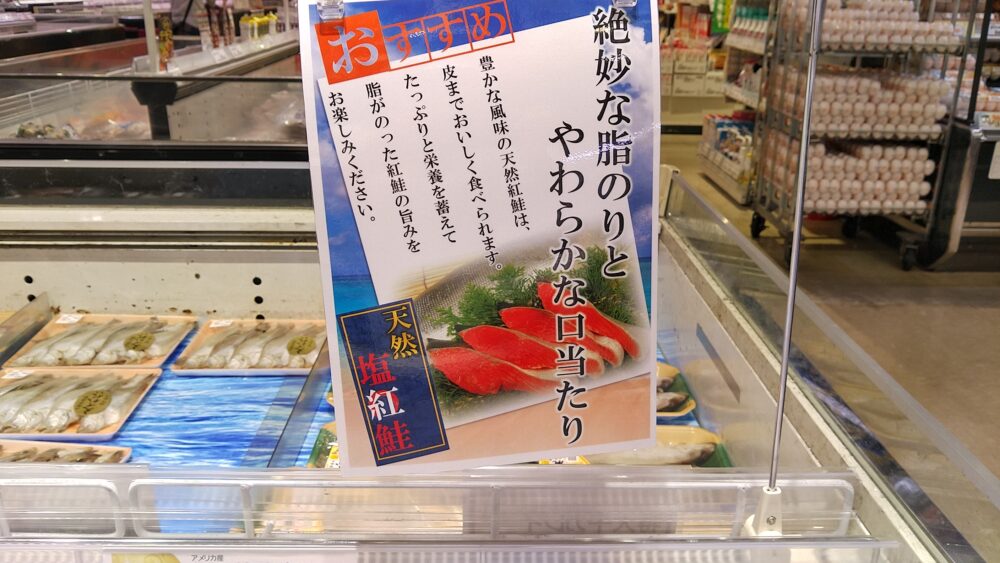 おすすめ
絶妙な脂のりと
やわらかな口当たり
豊かな風味の天然紅鮭は、
皮までおいしく食べられます。
たっぷりと栄養を蓄えて
脂がのった紅鮭の旨みを
お楽しみください。
天然
塩紅鮭
アメリカ産